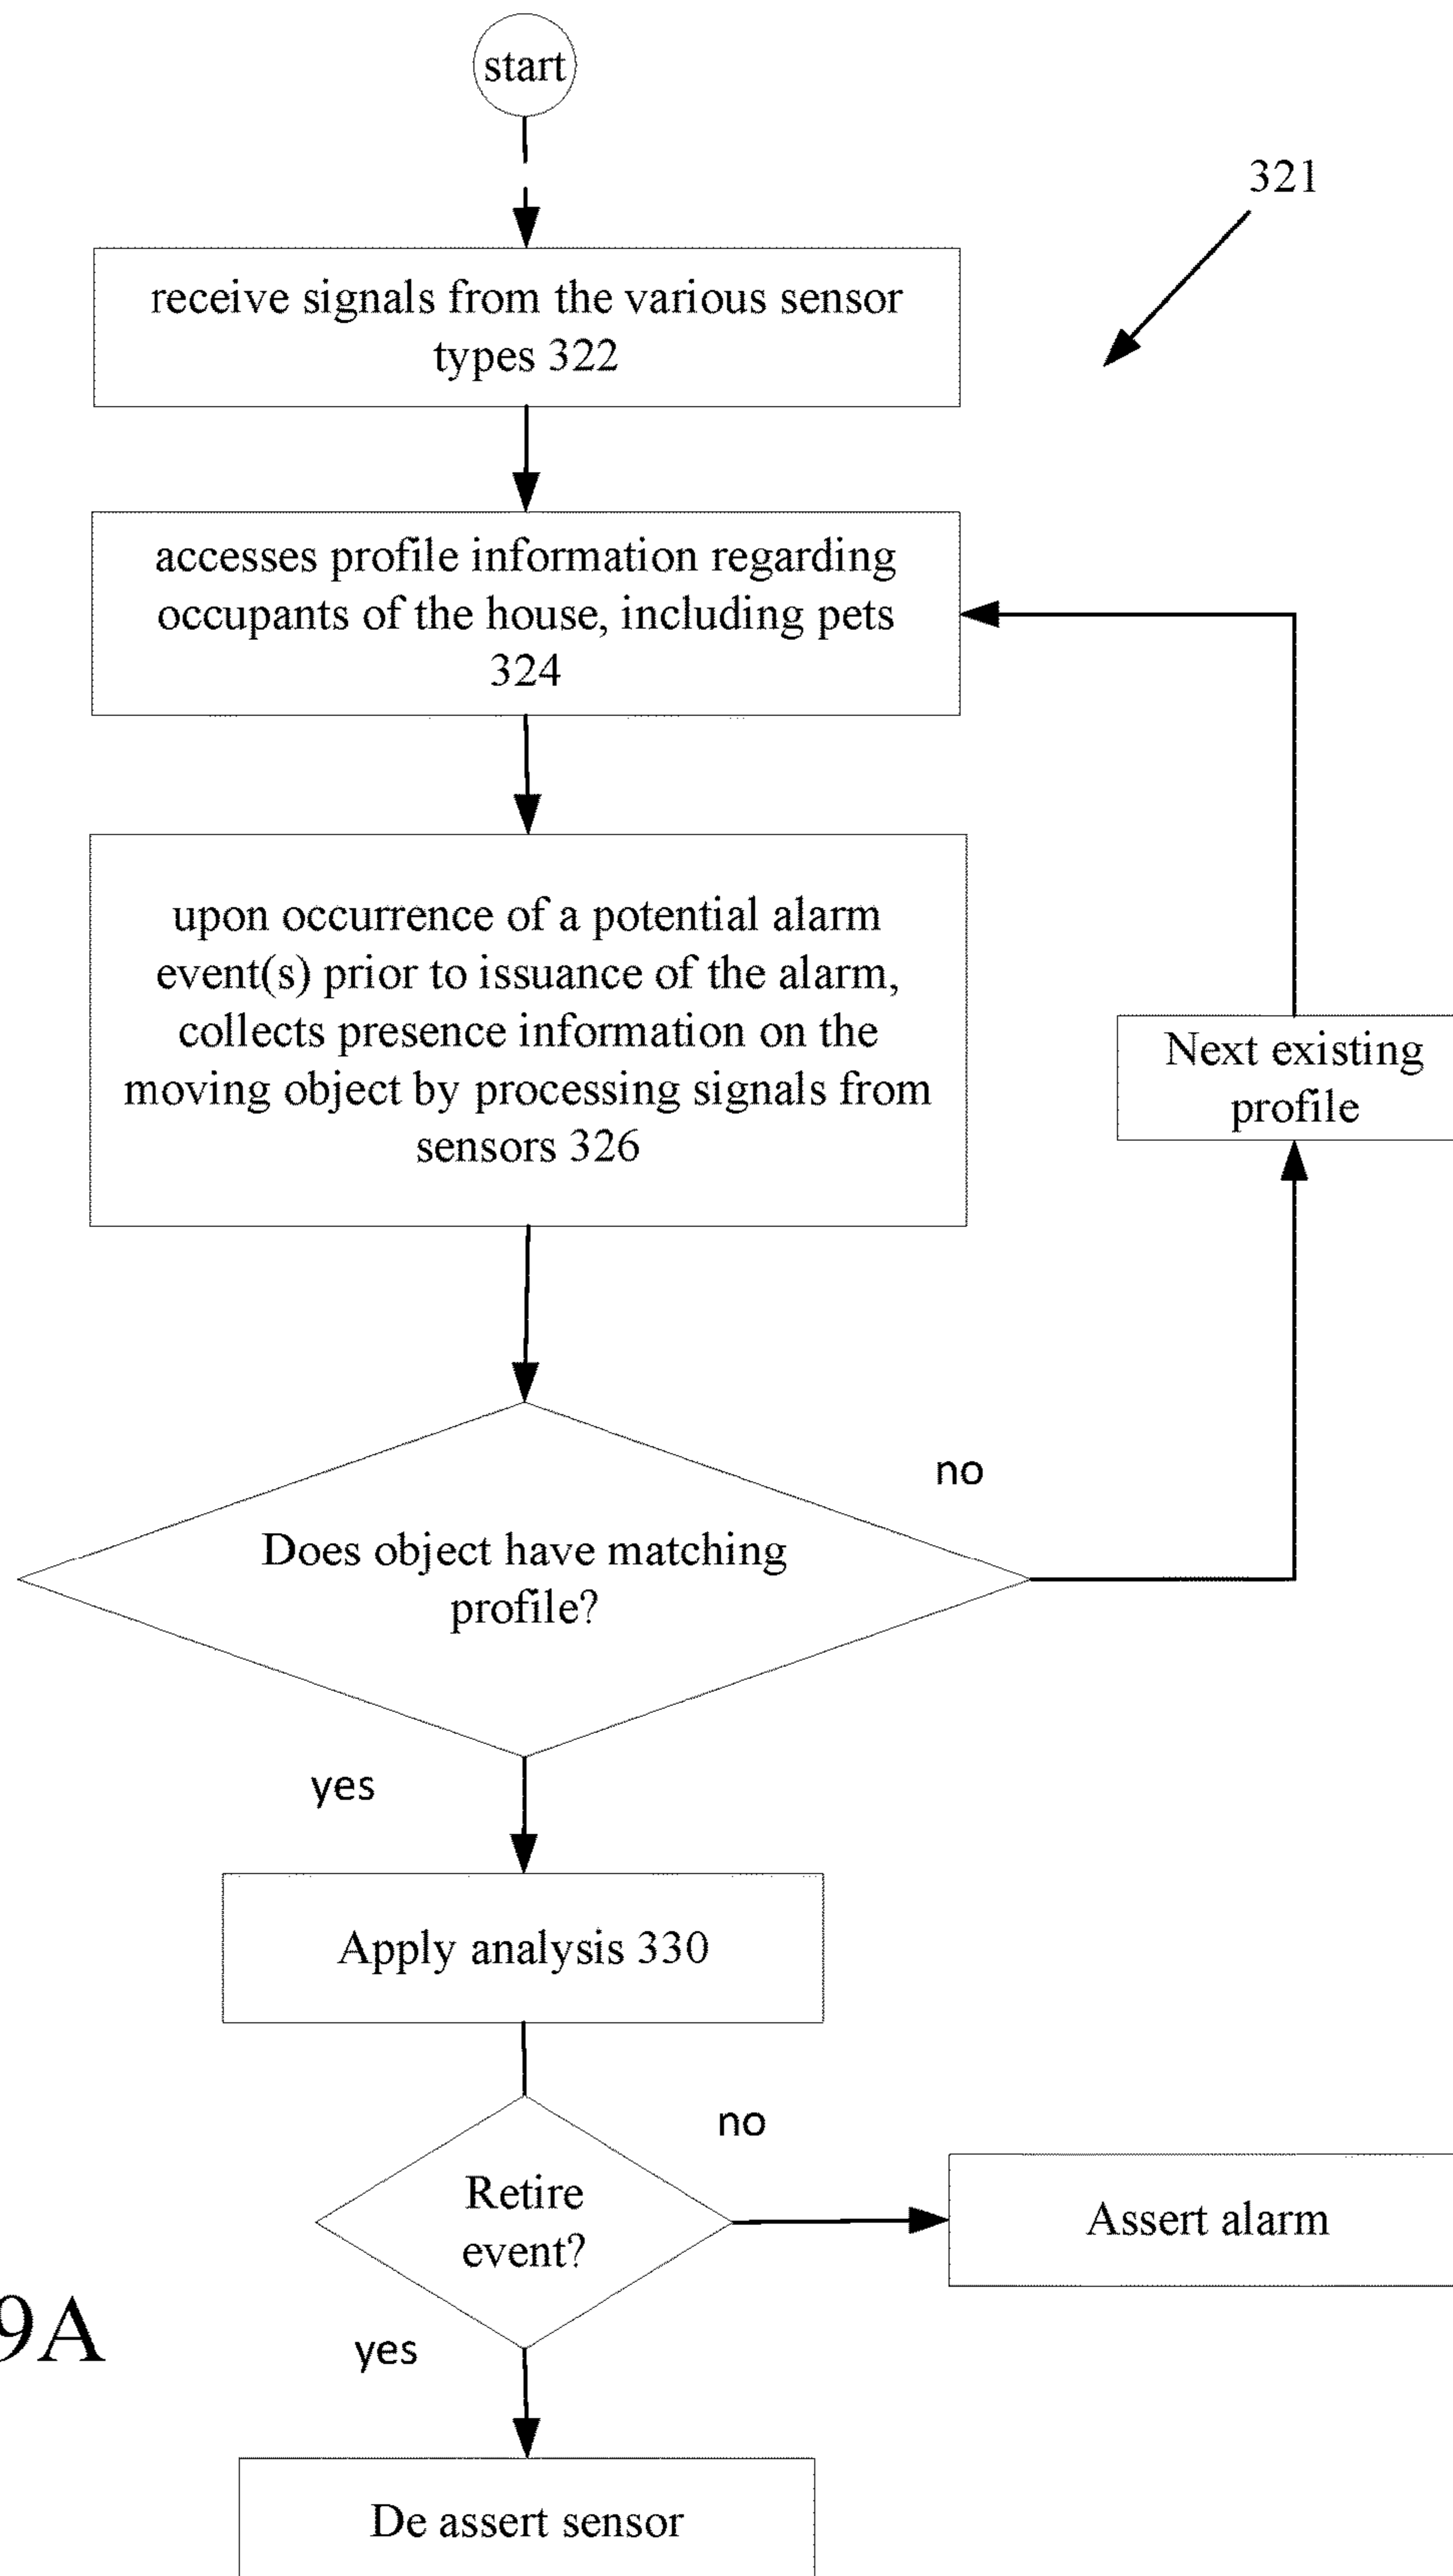 start
321
receive signals from the various sensor
types 322
accesses profile information regarding
occupants of the house, including pets
324
upon occurrence of a potential alarm
event(s) prior to issuance of the alarm,
collects presence information on the
moving object by processing signals from
sensors 326
Next existing
profile
no
Does object have matching
profile?
yes
Apply analysis 330
no
Retire
event?
Assert alarm
9A
yes
De assert sensor